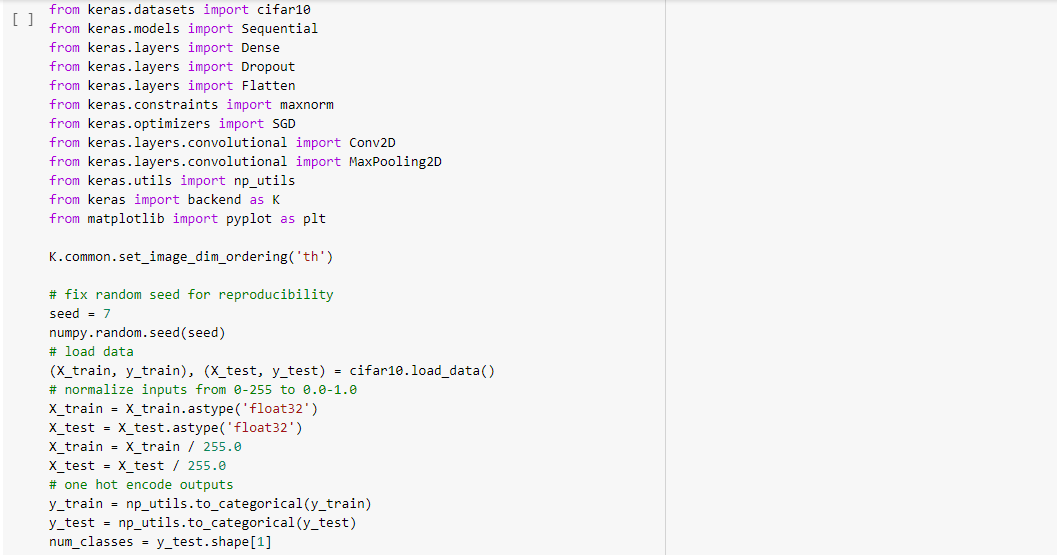 from keras.datasets import cifar10
[ ] from keras.models import Sequential
from keras.layers import Dense
from keras.layers import Dropout
from keras.layers import Flatten
from keras.constraints import maxnorm
from keras.optimizers import SGD
from keras.layers.convolutional import Conv2D
from keras.layers.convolutional import MaxPooling2D
from keras.utils import np_utils
from keras import backend as K
from matplotlib import pyplot as plt
K.common.set_image_dim_ordering('th')
# fix random seed for reproducibility
seed = 7
numpy.random.seed(seed)
# load data
(X_train, y_train), (X_test, y_test) = cifar10.load_data()
# normalize inputs from 0-255 to 0.0-1.0
X_train = X_train.astype('float32')
X_test = X_test.astype('float32')
X_train = X_train / 255.0
X_test = X_test / 255.0
# one hot encode outputs
y_train = np_utils.to_categorical(y_train)
y_test = np_utils.to_categorical(y_test)
num_classes = y_test.shape[1]